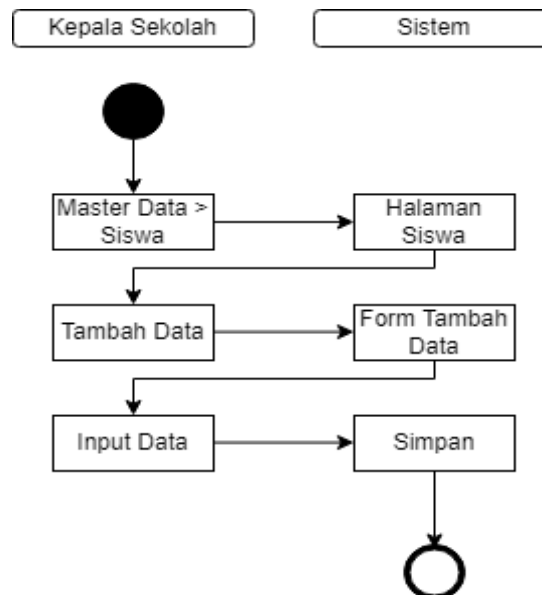 Kepala Sekolah
Sistem
Master Data >
Siswa
Halaman
Siswa
Tambah Data
Form Tambah
Data
Input Data
Simpan